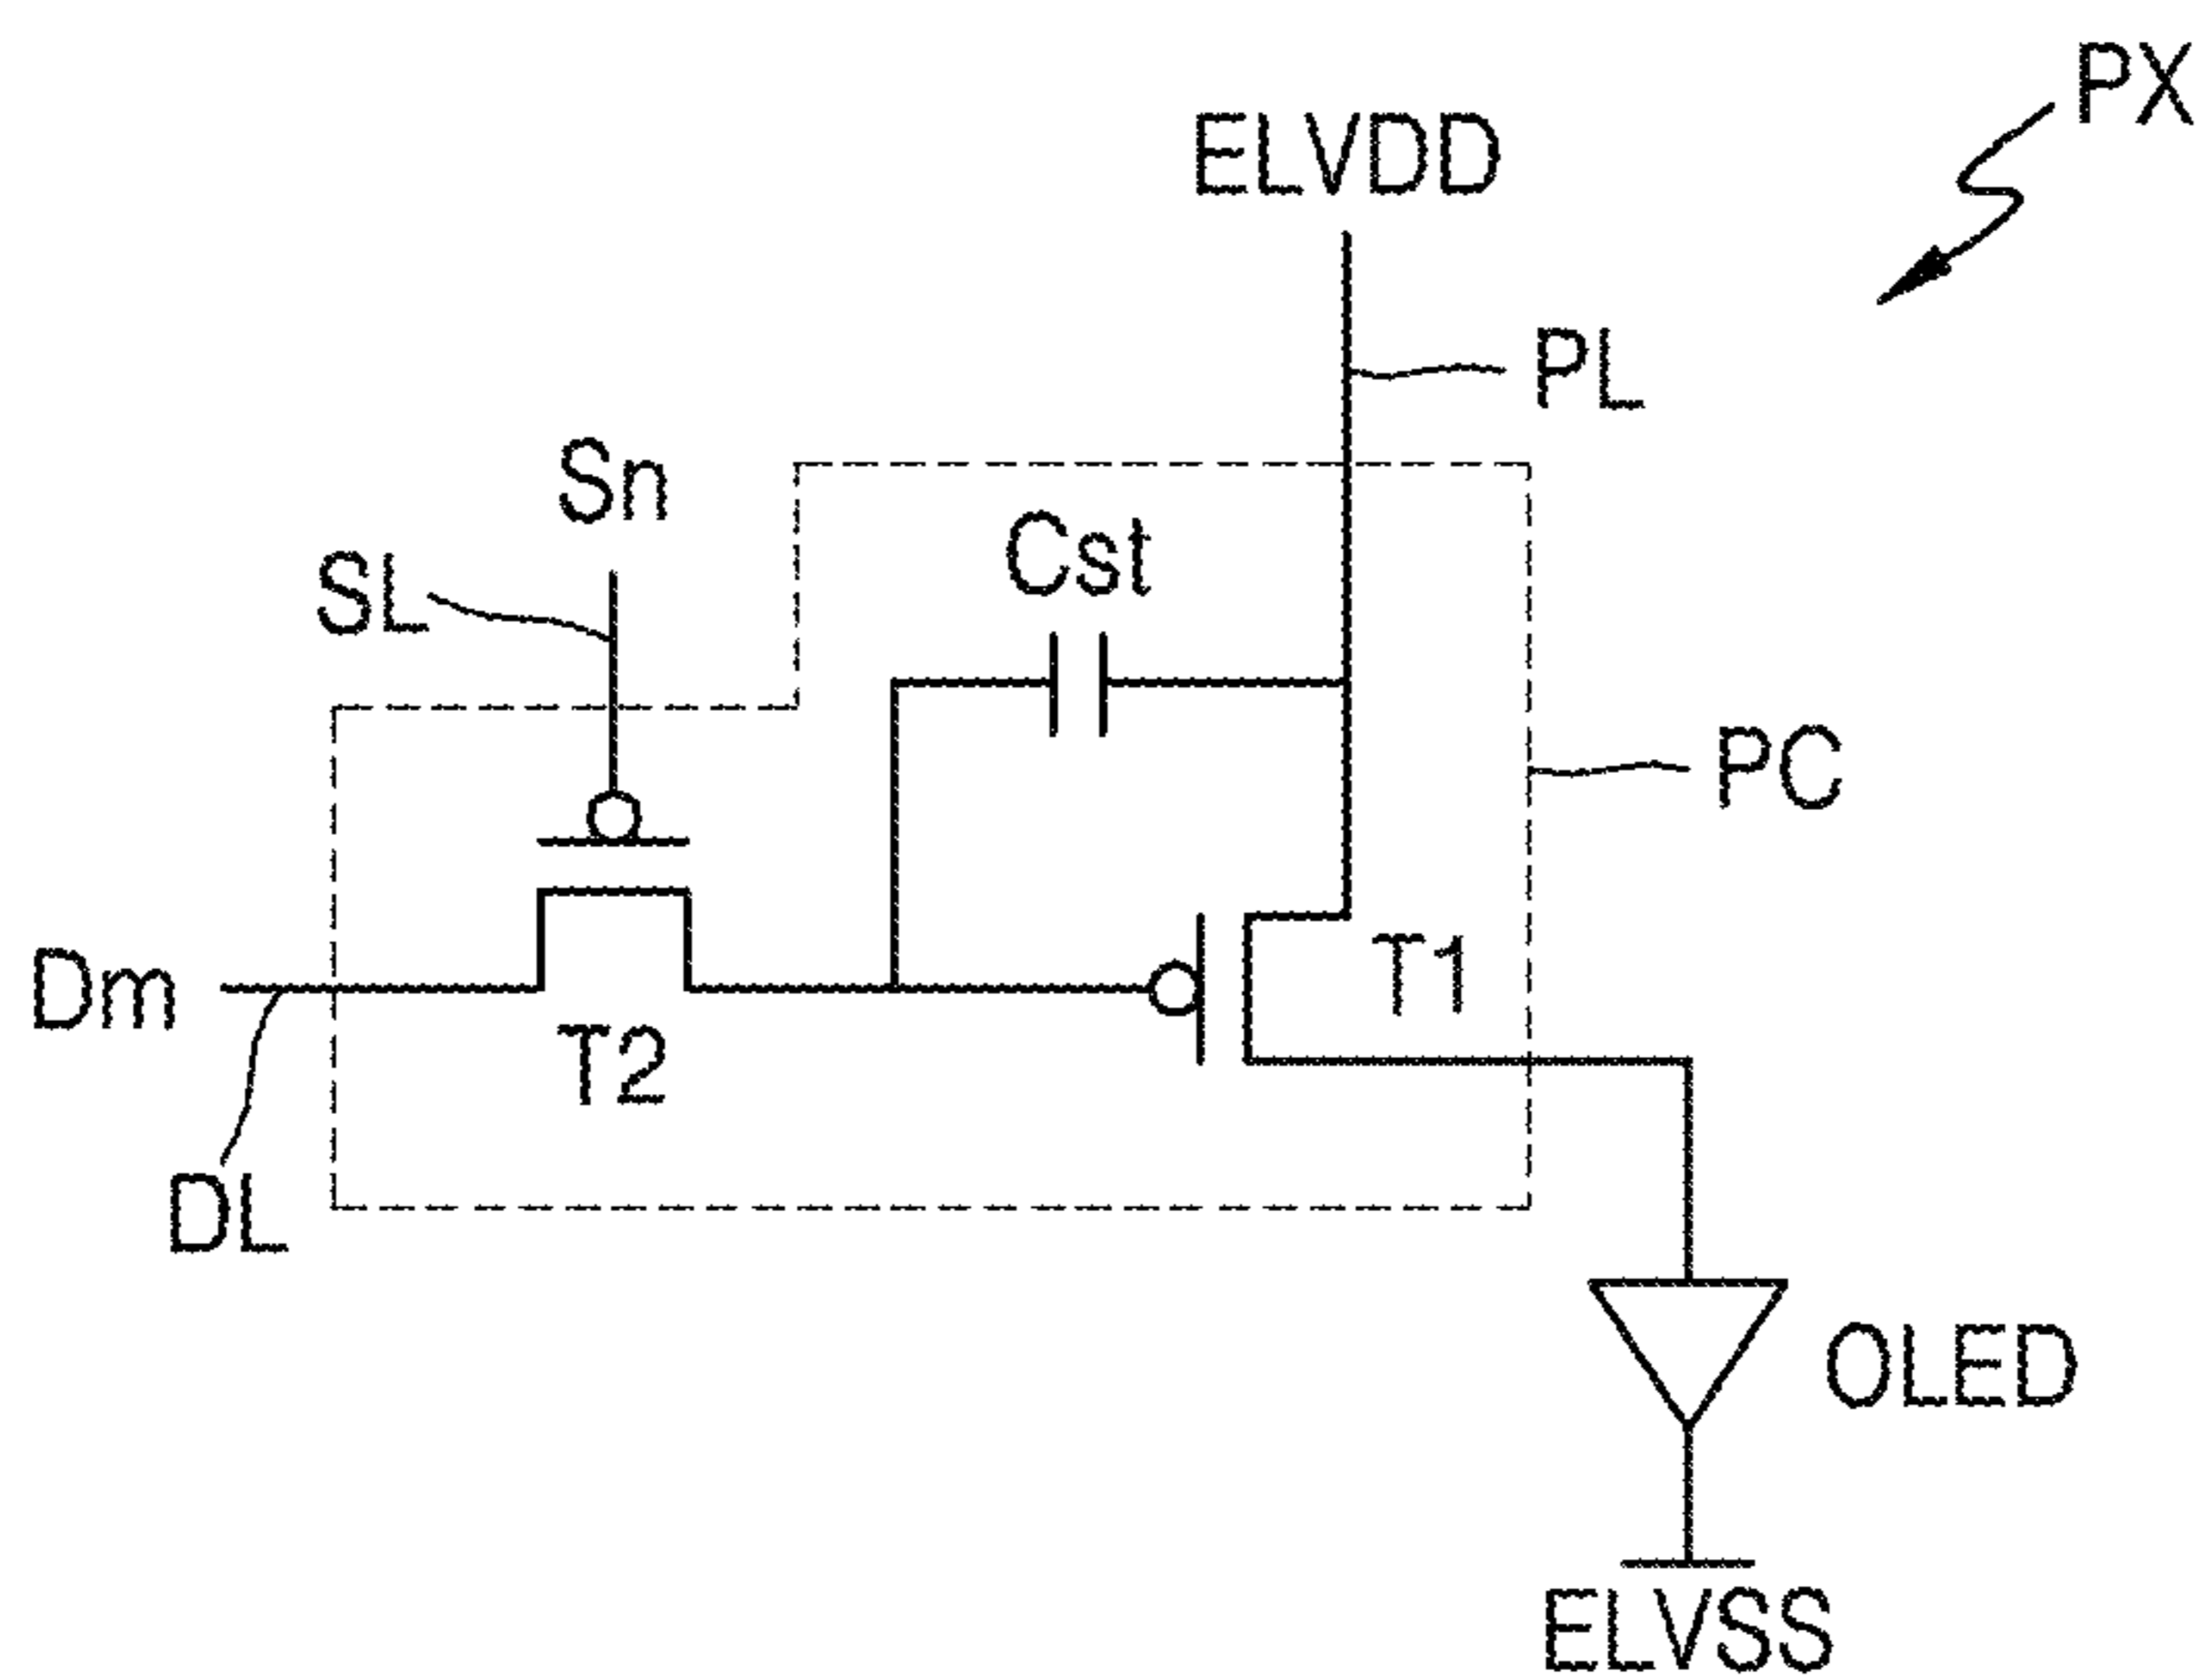 PX
ELVDD
PL
Sn
Cst
SL
PC
T1
Dm
T2
DL
OLED
ELVSS